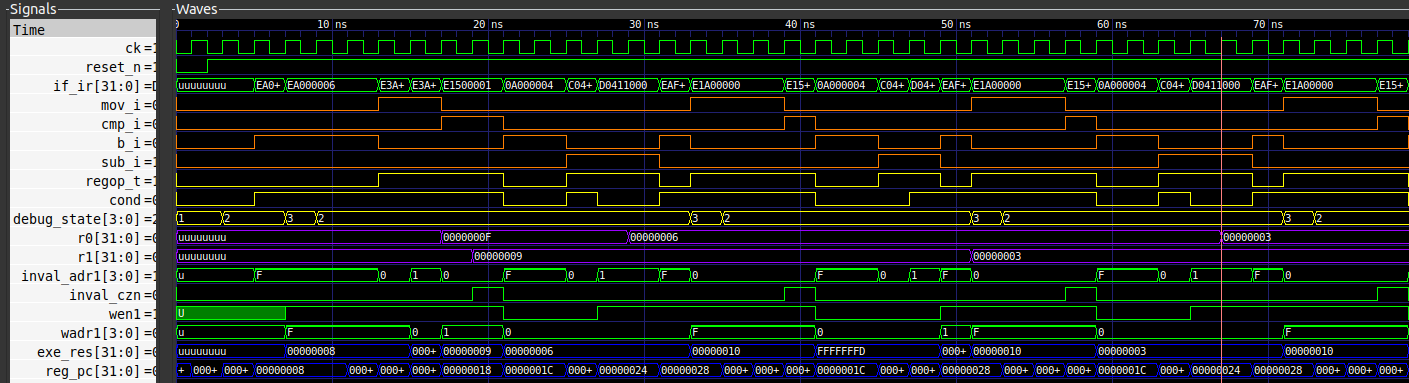 Signals Waves
Time 0 10 ns 20 ns 30 ns 40 ns 50 ns 60 ns 70 ns
ck =1
reset_n =1
if_ir[31:0] =D uuuuuuuu EA0+ EA000006 E3A+ E3A+ E1500001 0A000004 C04+ D0411000 EAF+ E1A00000 E15+ 0A000004 C04+ D04+ EAF+ E1A00000 E15+ 0A000004 C04+ D0411000 EAF+ E1A00000 E15+
mov_i =0
cmp_i =0
b_i =0
sub_i =1
regop_t =1
cond =0
debug_state[3:0] =2 1 2 3 2 3 2 3 2 3 2
r0[31:0] =0 uuuuuuuu 0000000F 00000006 00000003
r1[31:0] =0 uuuuuuuu 00000009 00000003
inval_adr1[3:0] =1 u F 0 1 0 F 0 1 F 0 F 0 1 F 0 F 0 1 F 0
inval_czn =0
wen1 =1 U
wadr1[3:0] =0 u F 0 1 0 F 0 1 F 0 F
exe_res[31:0] =0 uuuuuuuu 00000008 000+ 00000009 00000006 00000010 FFFFFFFD 000+ 00000010 00000003 00000010
reg_pc[31:0] =0 + 000+ 000+ 00000008 000+ 000+ 000+ 00000018 0000001C 000+ 00000024 00000028 000+ 000+ 000+ 0000001C 000+ 000+ 00000028 000+ 000+ 000+ 0000001C 000+ 00000024 00000028 000+ 000+ 000+